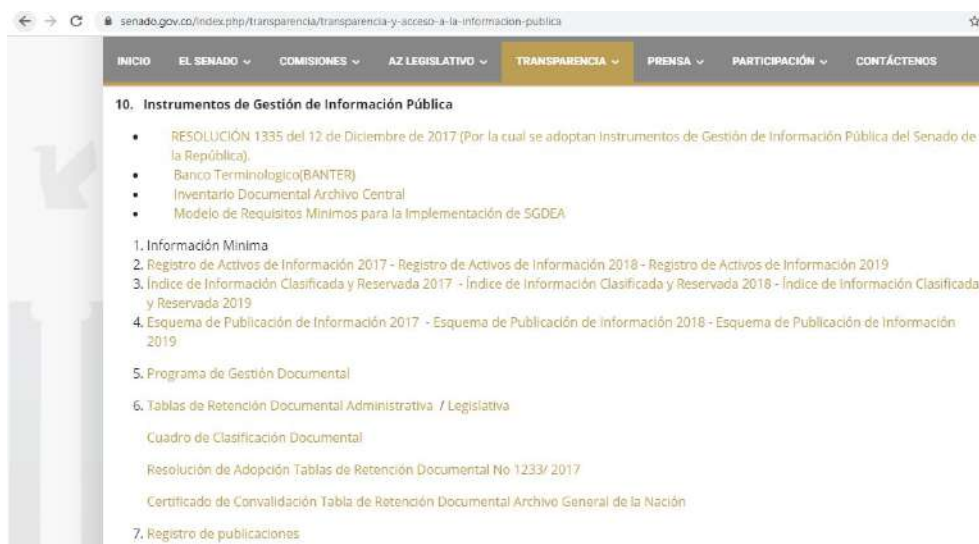 senado.gov.co/index.php/transparencia/transparencia-y-acceso-a-la-informacion-publica
INICIO EL SENADO COMISIONES AZ LEGISLATIVO TRANSPARENCIA PRENSA PARTICIPACIÓN CONTÁCTENOS
10. Instrumentos de Gestión de Información Pública
• RESOLUCIÓN 1335 del 12 de Diciembre de 2017 (Por la cual se adoptan Instrumentos de Gestión de Información Pública del Senado de
la República).
• Banco Terminologico(BANTER)
• Inventario Documental Archivo Central
• Modelo de Requisitos Minimos para la Implementación de SGDEA
1. Información Minima
2. Registro de Activos de Información 2017 - Registro de Activos de Información 2018 - Registro de Activos de Información 2019
3. Índice de Información Clasificada y Reservada 2017 - Índice de Información Clasificada y Reservada 2018 - Índice de Información Clasificada
y Reservada 2019
4. Esquema de Publicación de Información 2017 - Esquema de Publicación de Información 2018 - Esquema de Publicación de Información
2019
5. Programa de Gestión Documental
6. Tablas de Retención Documental Administrativa / Legislativa
Cuadro de Clasificación Documental
Resolución de Adopción Tablas de Retención Documental No 1233/ 2017
Certificado de Convalidación Tabla de Retención Documental Archivo General de la Nación
7. Registro de publicaciones